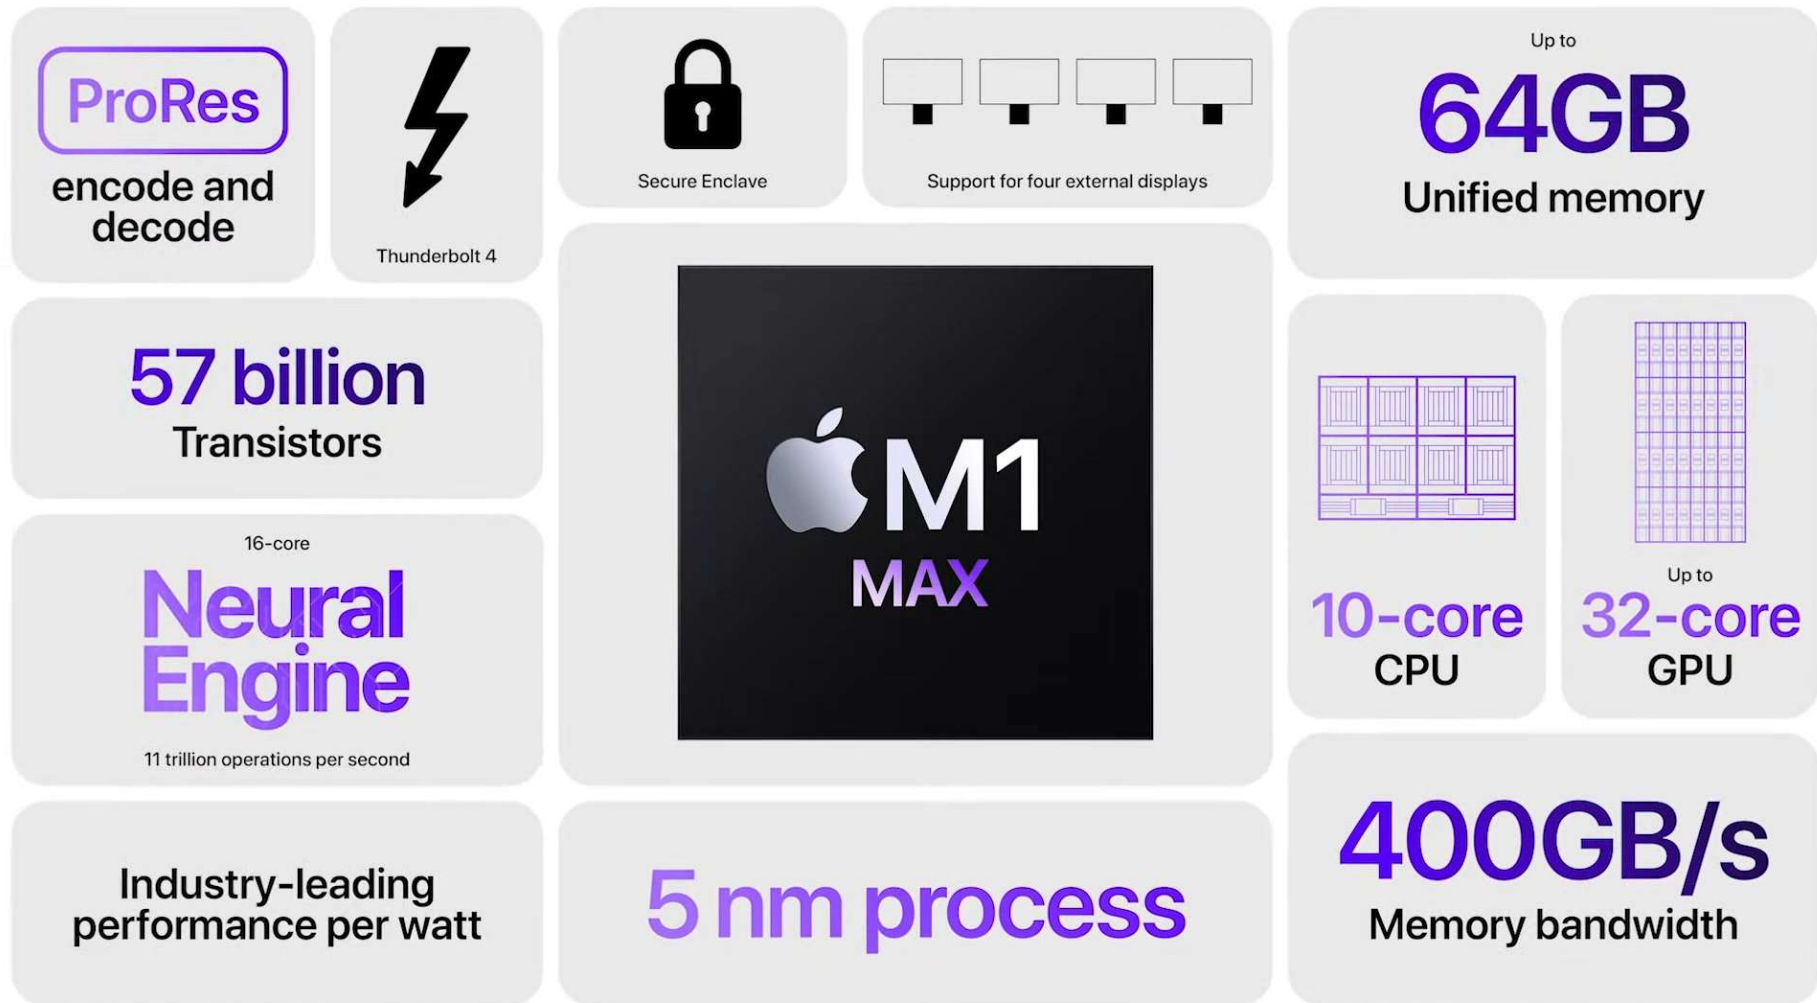 ProRes
encode and
decode
Thunderbolt 4
Secure Enclave
Support for four external displays
Up to
64GB
Unified memory
57 billion
Transistors
M1
MAX
10-core
CPU
Up to
32-core
GPU
16-core
Neural
Engine
11 trillion operations per second
Industry-leading
performance per watt
5 nm process
400GB/s
Memory bandwidth